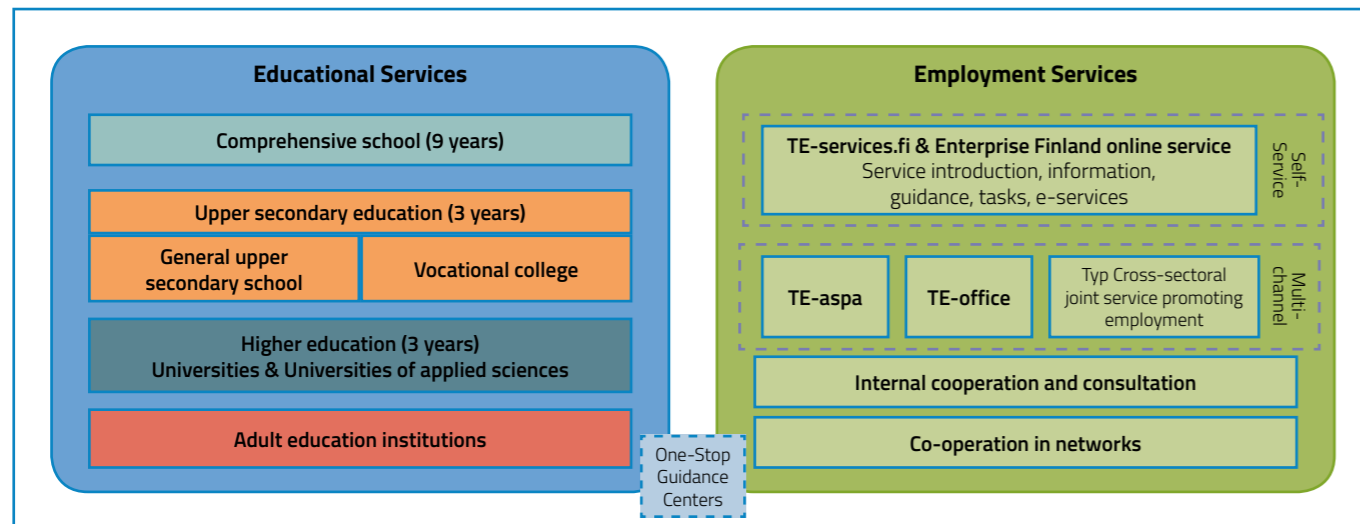 Educational Services
Comprehensive school (9 years)
Upper secondary education (3 years)
General upper
secondary school
Vocational college
Higher education (3 years)
Universities & Universities of applied sciences
Adult education institutions
One-Stop
Guidance
Centers
Employment Services
TE-services.fi & Enterprise Finland online service
Service introduction, information,
guidance, tasks, e-services
Self-
Service
TE-aspa
TE-office
Typ Cross-sectoral
joint service promoting
employment
Multi-
channel
Internal cooperation and consultation
Co-operation in networks